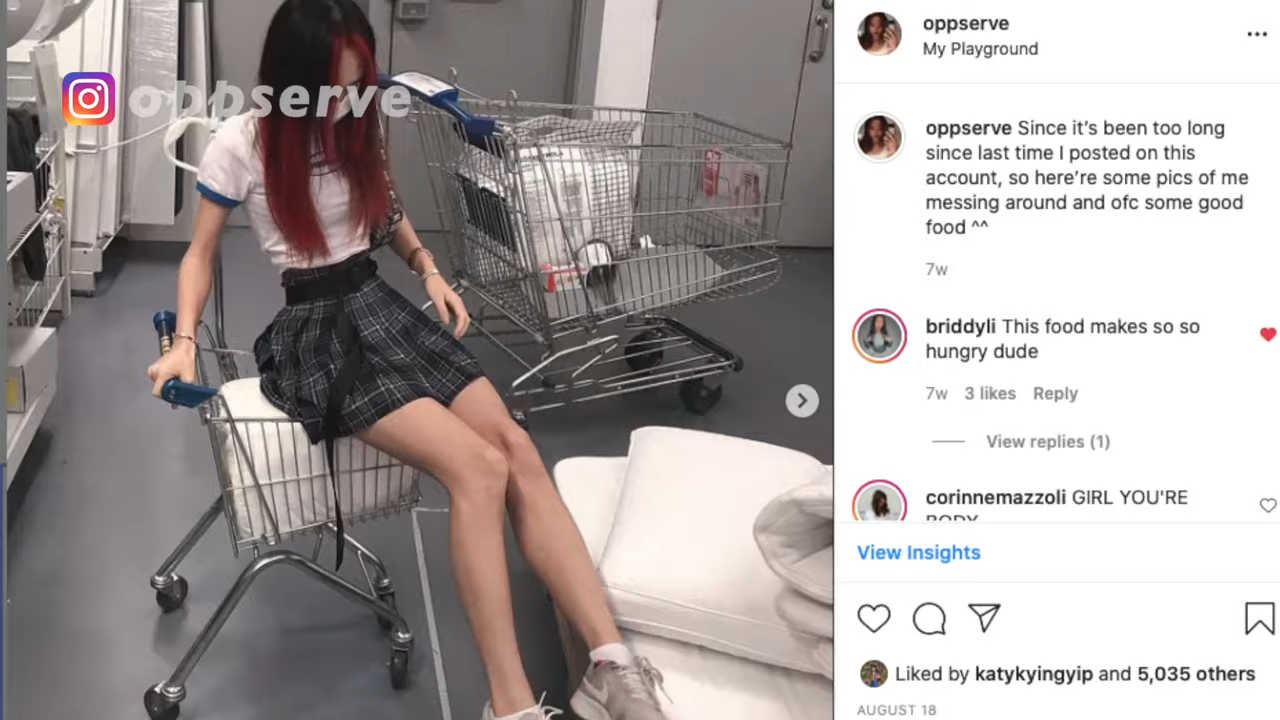 oppserve
oppserve
My Playground
oppserve Since it’s been too long
since last time I posted on this
account, so here’re some pics of me
messing around and ofc some good
food ^^
7w
briddyli This food makes so so
hungry dude
7w 3 likes Reply
View replies (1)
corinnemazzoli GIRL YOU'RE
BODY
View Insights
Liked by katykyingyip and 5,035 others
AUGUST 18